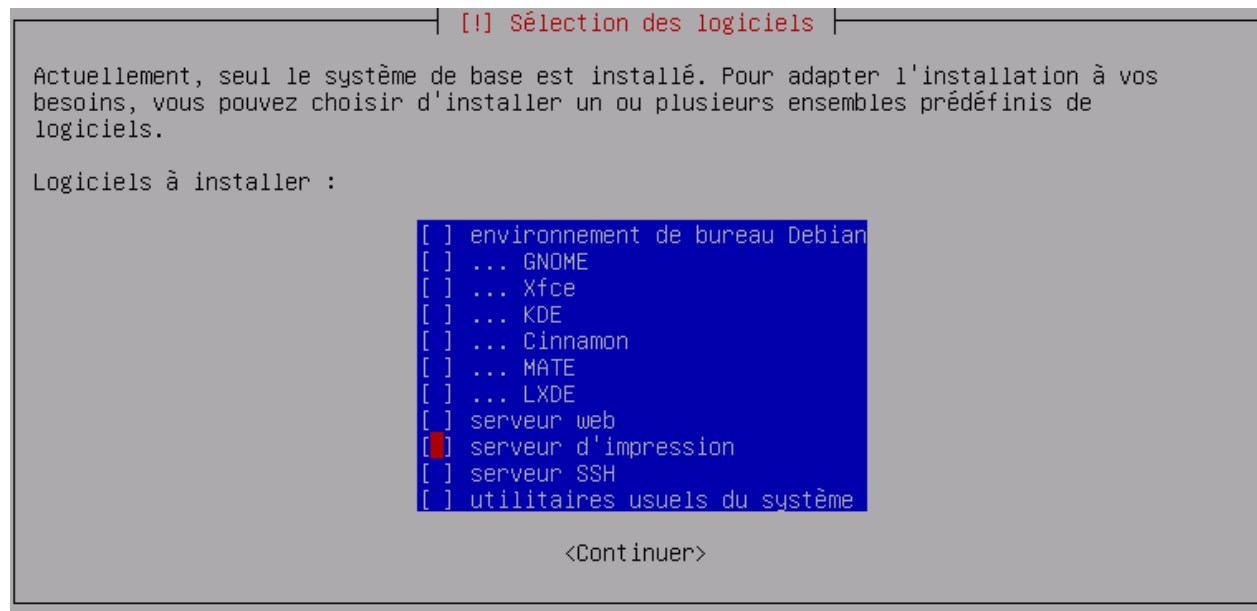 [!] Sélection des logiciels
Actuellement, seul le système de base est installé. Pour adapter l'installation à vos
besoins, vous pouvez choisir d'installer un ou plusieurs ensembles prédéfinis de
logiciels.
Logiciels à installer :
[ ] environnement de bureau Debian
[ ] ... GNOME
[ ] ... Xfce
[ ] ... KDE
[ ] ... Cinnamon
[ ] ... MATE
[ ] ... LXDE
[ ] serveur web
[ ] serveur d'impression
[ ] serveur SSH
[ ] utilitaires usuels du système
<Continuer>